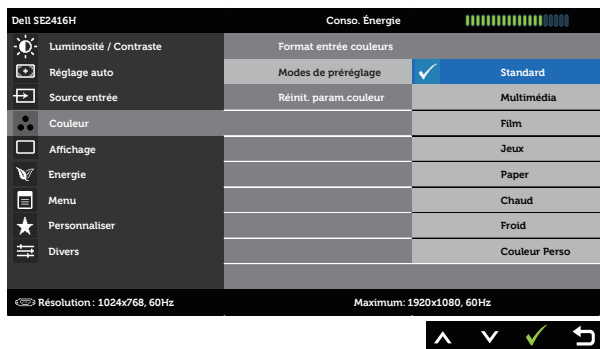 Dell SE2416H Conso. Énergie
Luminosité / Contraste Format entrée couleurs
Réglage auto Modes de préréglage Standard
Source entrée Réinit. param.couleur Multimédia
Couleur Film
Affichage Jeux
Energie Paper
Menu Chaud
Personnaliser Froid
Divers Couleur Perso
Résolution : 1024x768, 60Hz Maximum: 1920x1080, 60Hz